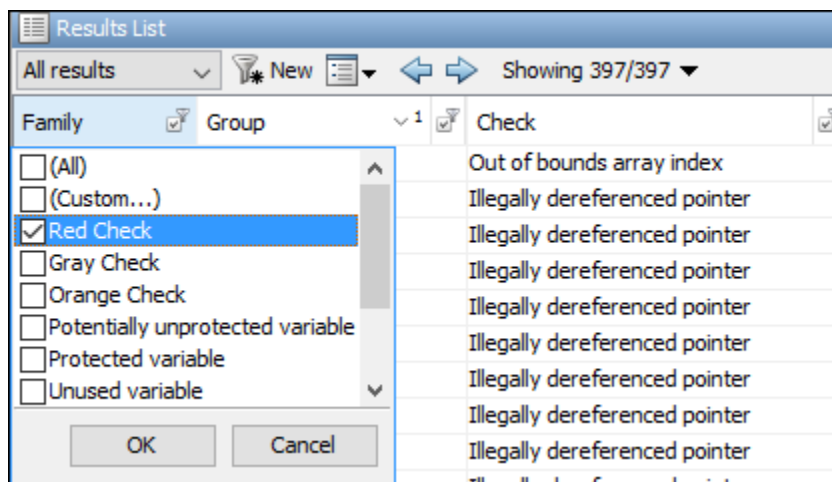 Results List
All results New Showing 397/397
Family Group 1 Check
(All) Out of bounds array index
(Custom...) Illegally dereferenced pointer
Red Check Illegally dereferenced pointer
Gray Check Illegally dereferenced pointer
Orange Check Illegally dereferenced pointer
Potentially unprotected variable Illegally dereferenced pointer
Protected variable Illegally dereferenced pointer
Unused variable Illegally dereferenced pointer
OK Cancel Illegally dereferenced pointer